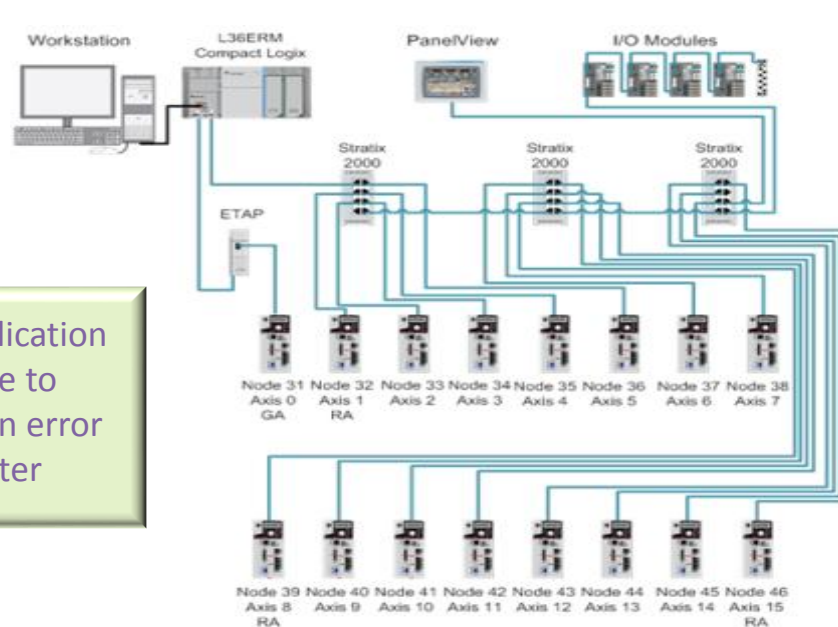 Workstation
L36ERM
Compact Logix
PanelView
I/O Modules
Stratix
2000
Stratix
2000
Stratix
2000
ETAP
lication
e to
n error
ter
Node 31
Axis 0
GA
Node 32
Axis 1
RA
Node 33
Axis 2
Node 34
Axis 3
Node 35
Axis 4
Node 36
Axis 5
Node 37
Axis 6
Node 38
Axis 7
Node 39
Axis 8
RA
Node 40
Axis 9
Node 41
Axis 10
Node 42
Axis 11
Node 43
Axis 12
Node 44
Axis 13
Node 45
Axis 14
Node 46
Axis 15
RA